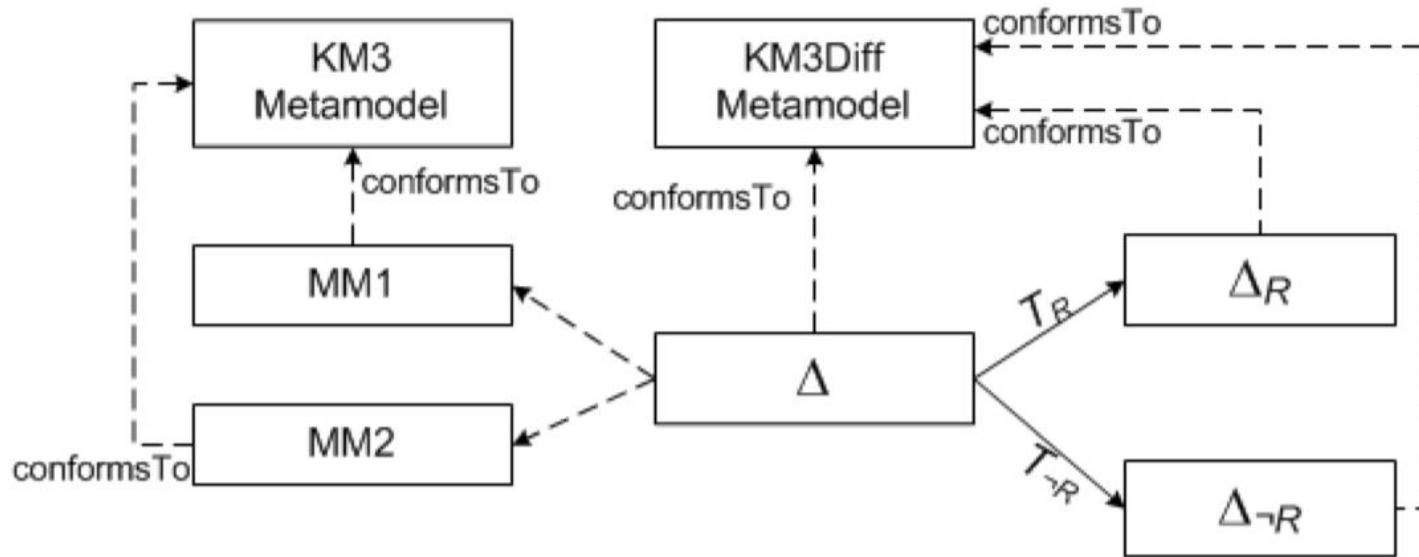 conformsTo
KM3
Metamodel
KM3Diff
Metamodel
conformsTo
conformsTo
conformsTo
MM1
Δ_R
T_R
Δ
MM2
conformsTo
T_¬R
Δ_¬R